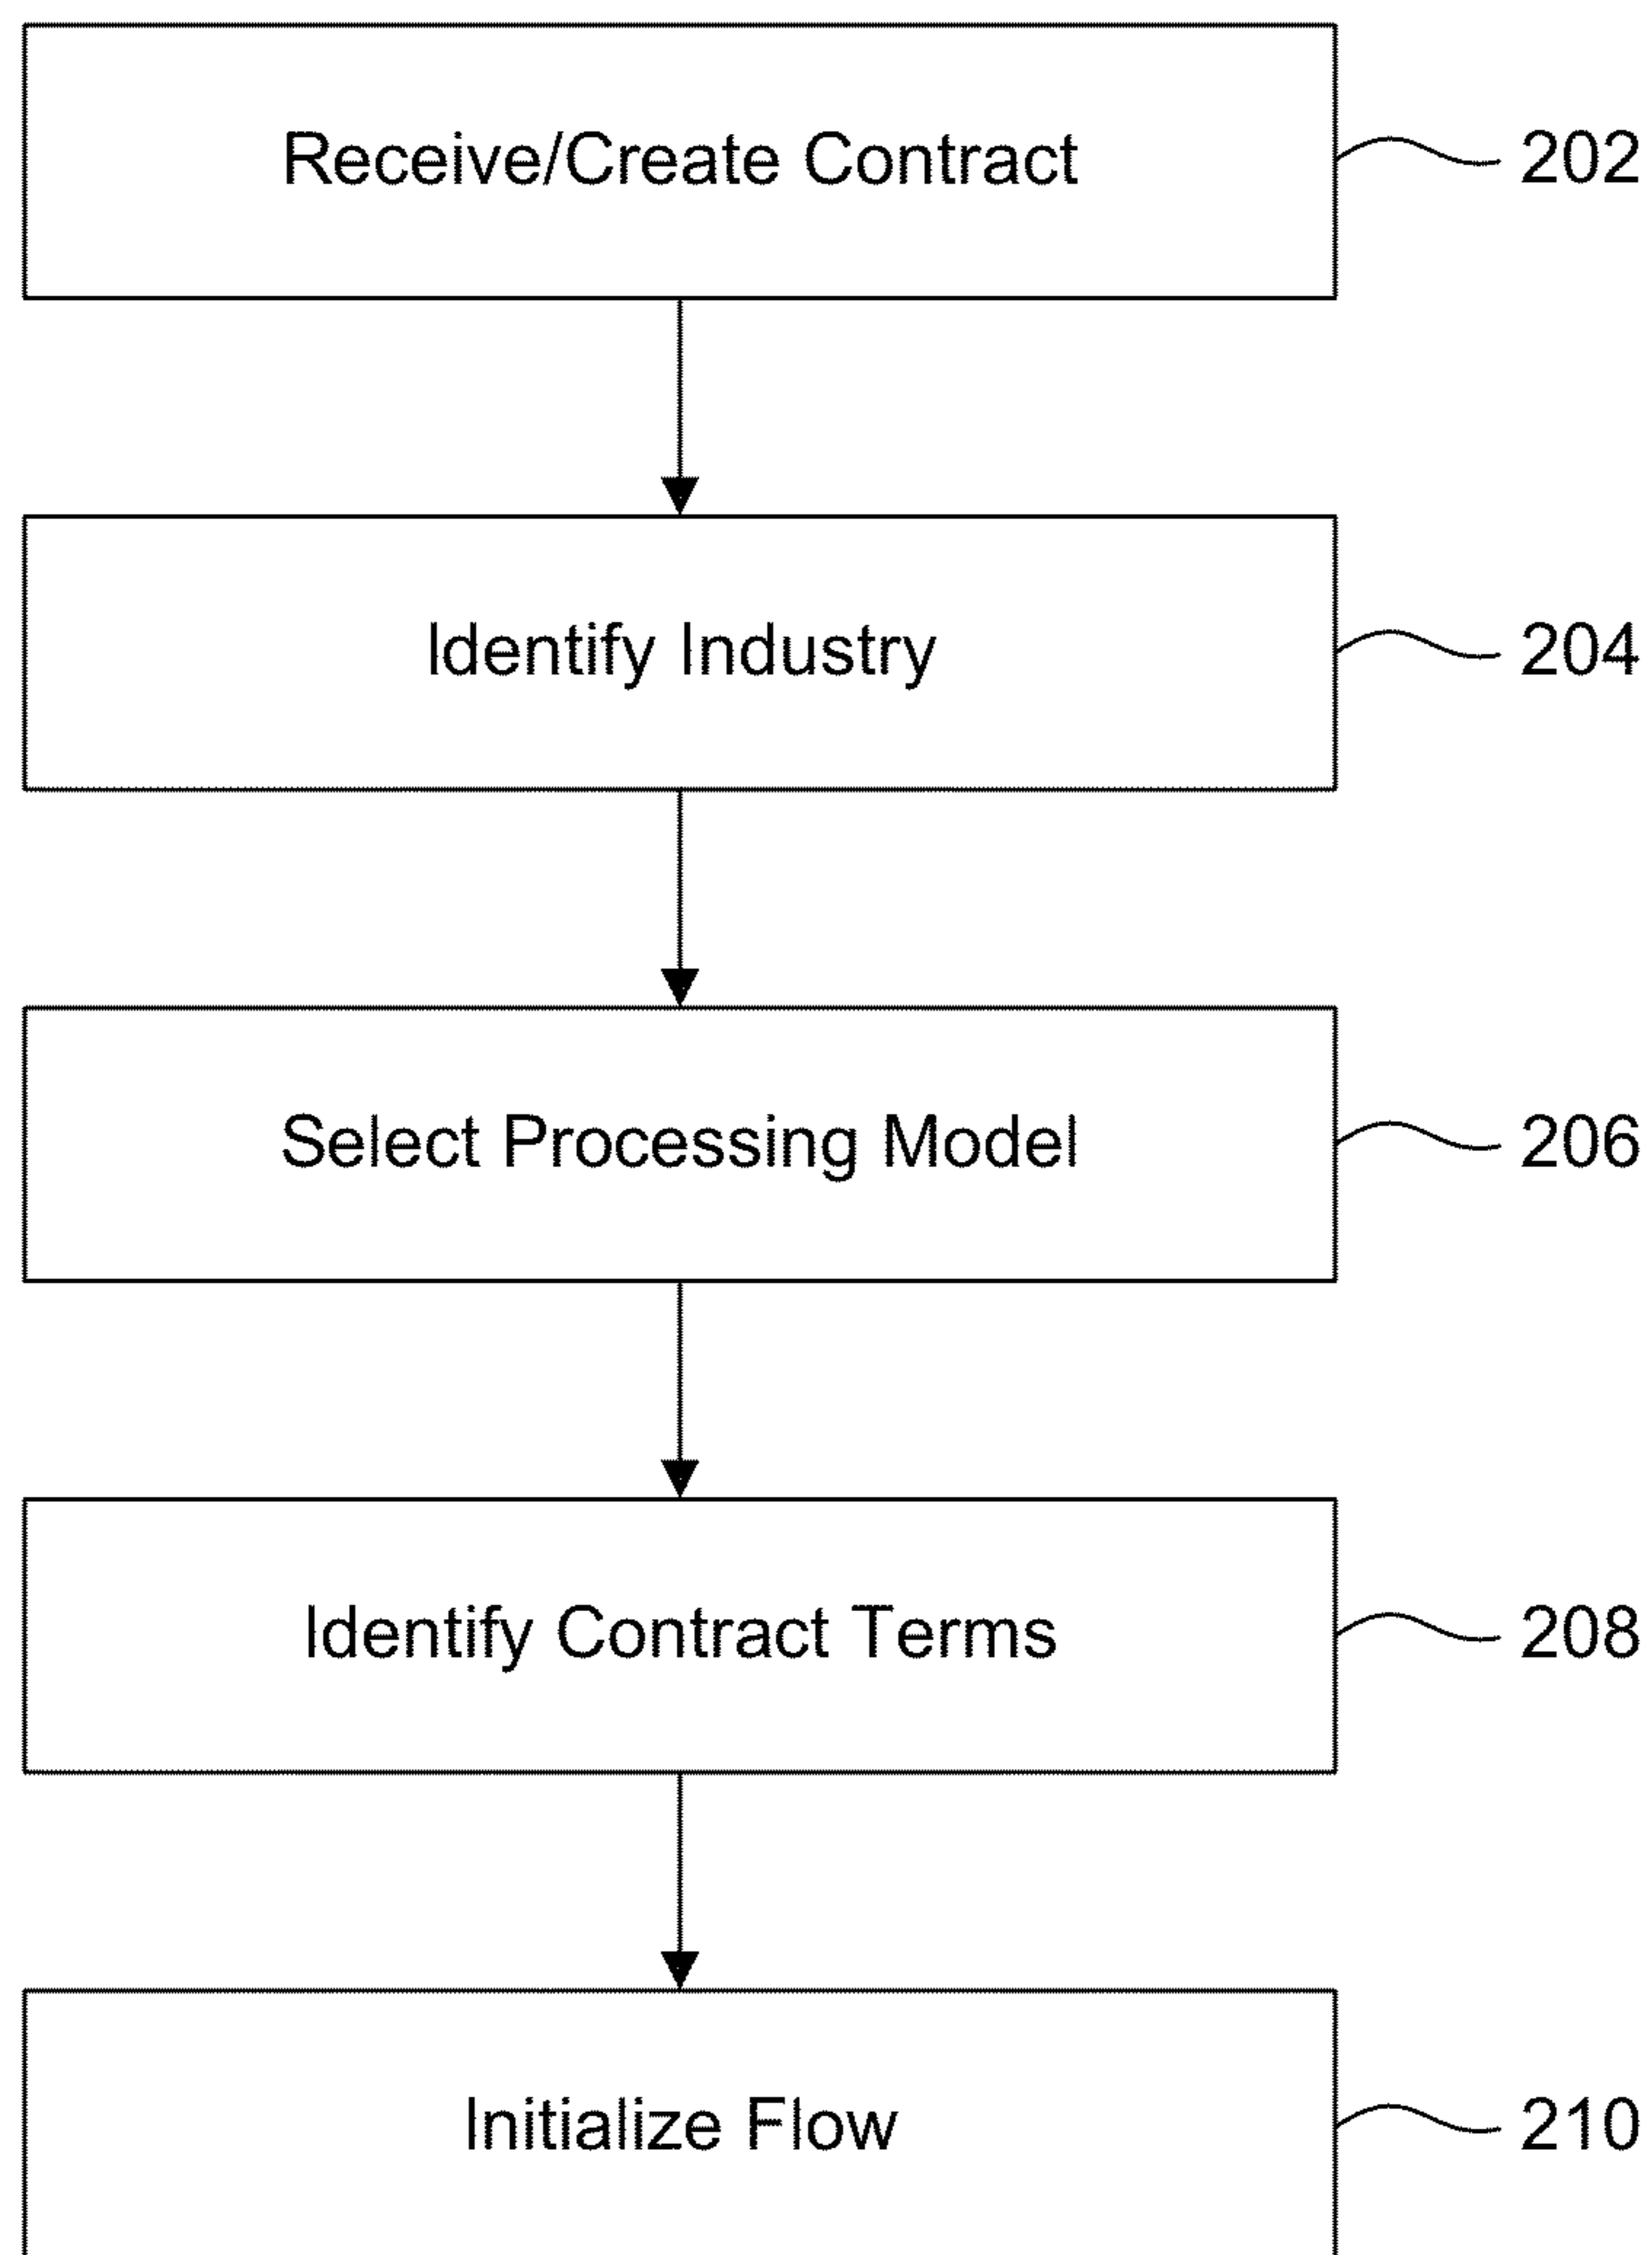 Receive/Create Contract
202
Identify Industry
204
Select Processing Model
206
Identify Contract Terms
208
Initialize Flow
210